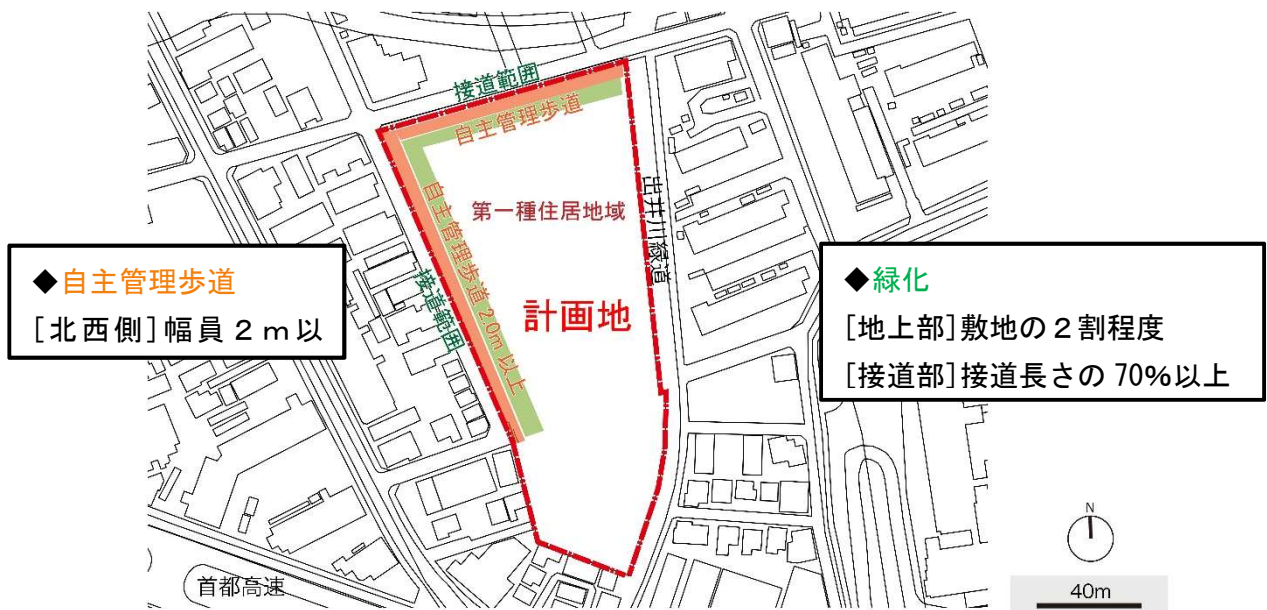 接道範囲
自主管理歩道
第一種住居地域
出井川緑道
自主管理歩道 2.0m 以上
接道範囲
計画地
◆自主管理歩道
[北西側]幅員2m以
◆緑化
[地上部]敷地の2割程度
[接道部]接道長さの70%以上
首都高速
N
40m